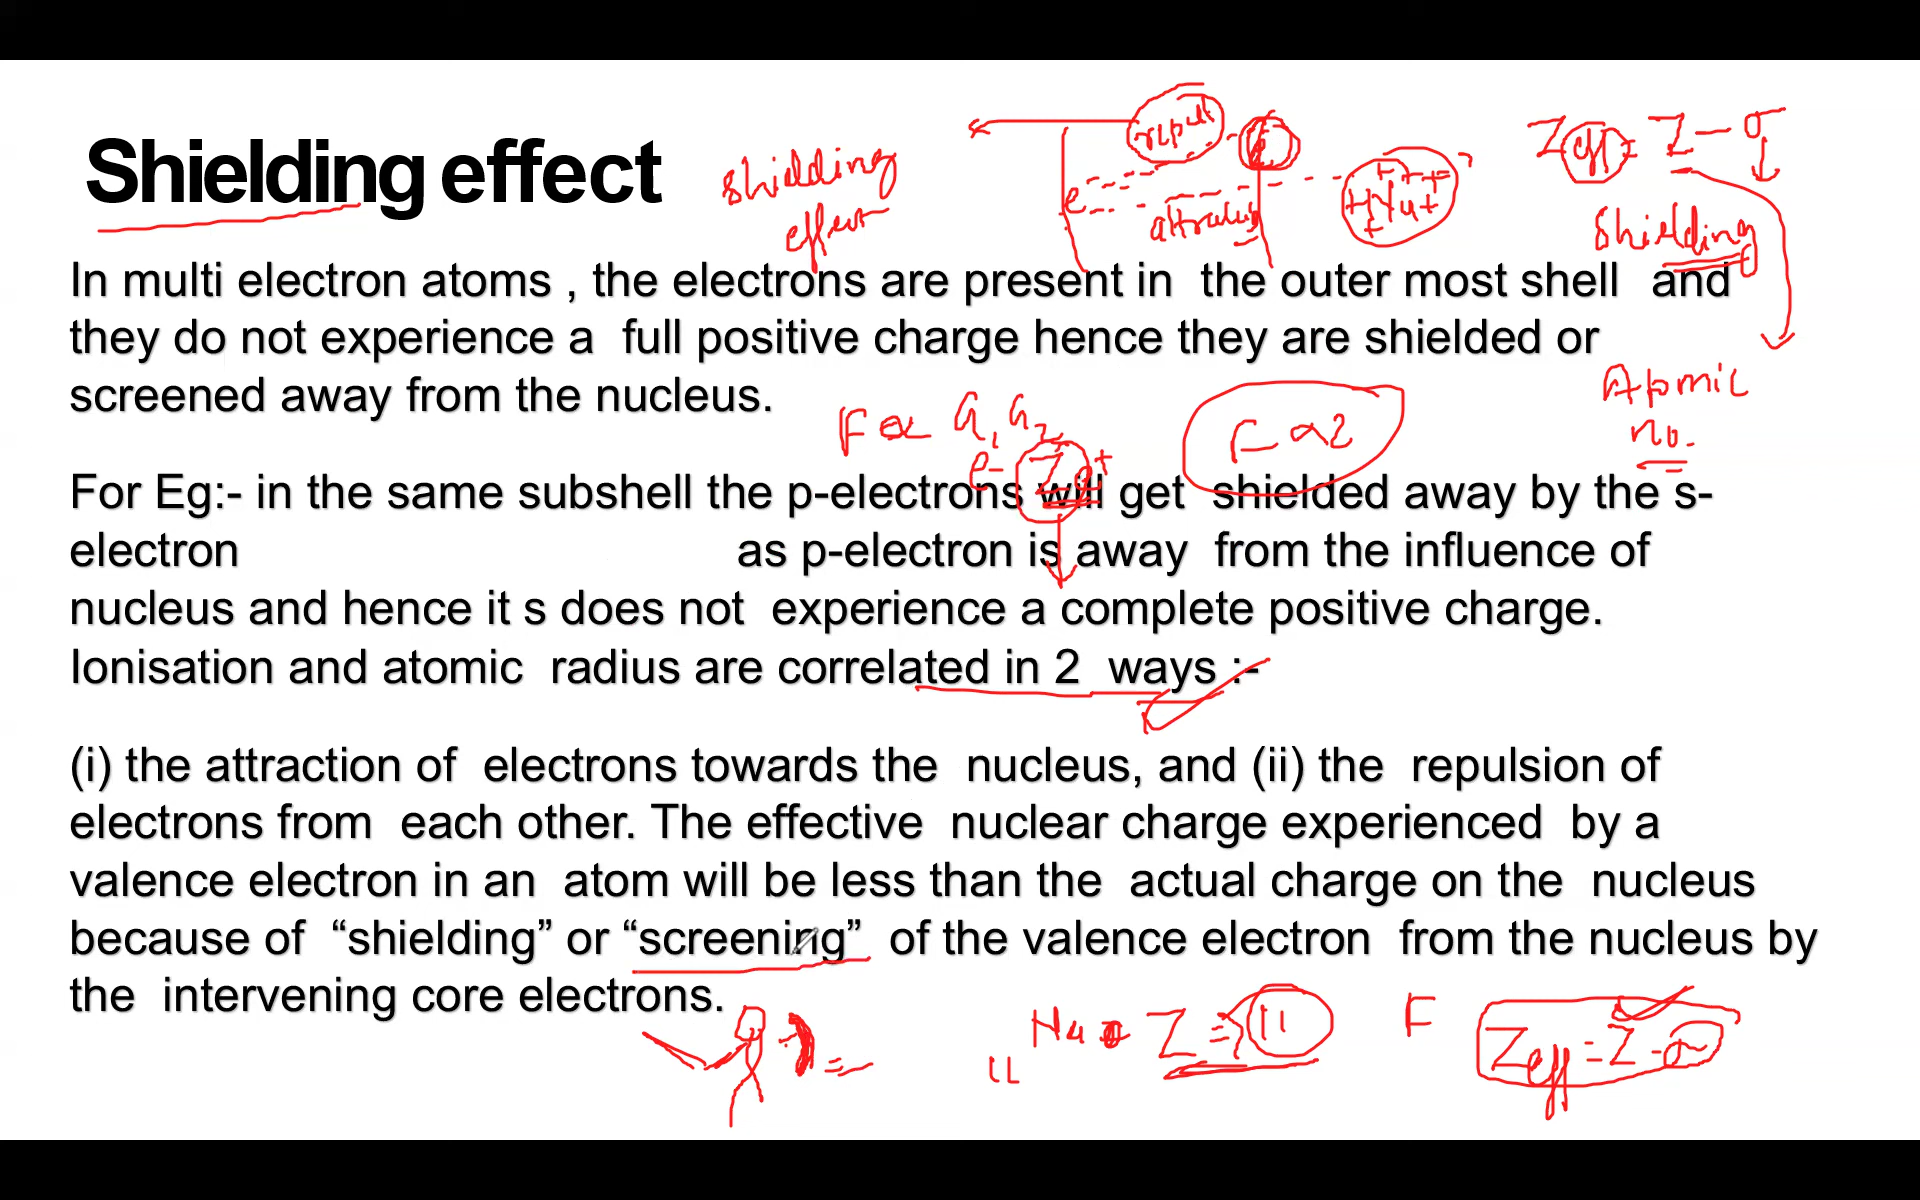 Shielding effect
shielding
effect
repul
e
attraction
e
Nu
Zeff = Z - σ
Shielding
Atomic
no.
In multi electron atoms , the electrons are present in the outer most shell and
they do not experience a full positive charge hence they are shielded or
screened away from the nucleus.
F ∝ q1 q2
e- Ze+
F ∝ Z
For Eg:- in the same subshell the p-electrons will get shielded away by the s-
electron as p-electron is away from the influence of
nucleus and hence it s does not experience a complete positive charge.
Ionisation and atomic radius are correlated in 2 ways :-
(i) the attraction of electrons towards the nucleus, and (ii) the repulsion of
electrons from each other. The effective nuclear charge experienced by a
valence electron in an atom will be less than the actual charge on the nucleus
because of “shielding” or “screening” of the valence electron from the nucleus by
the intervening core electrons.
Na Z = 11
11
F
Zeff = Z - σ